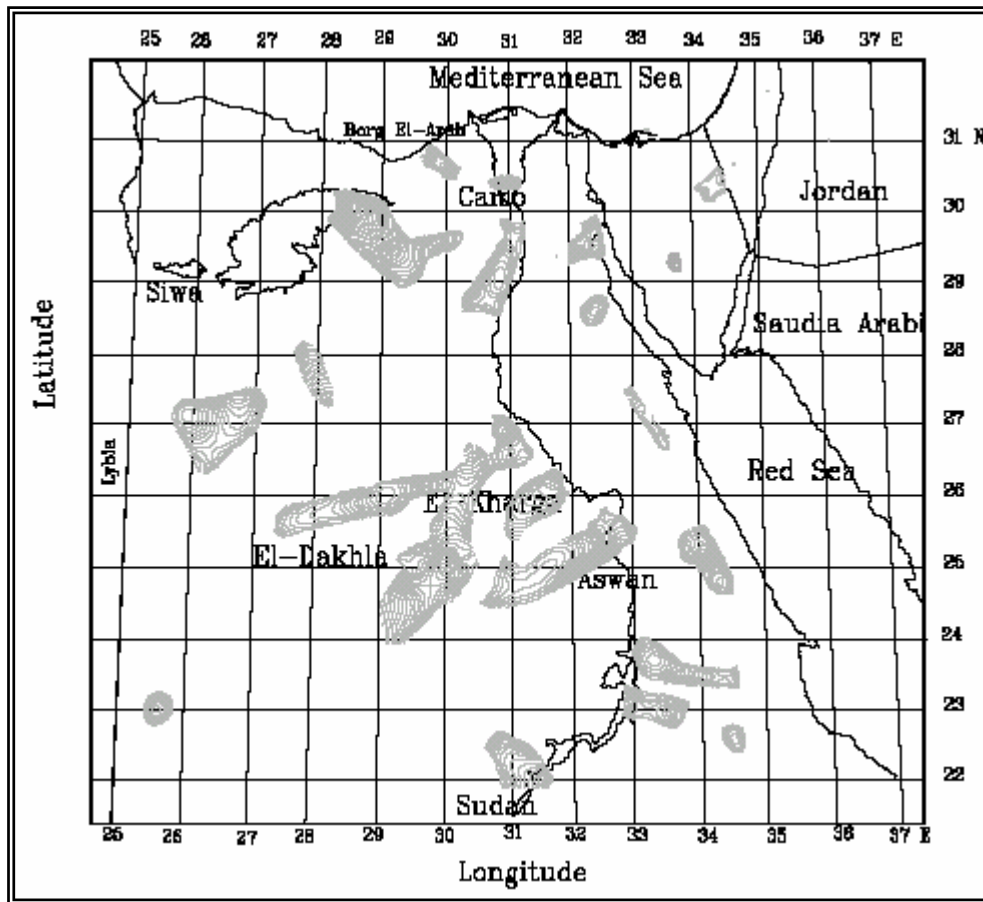 25 26 27 28 29 30 31 32 33 34 35 36 37 E
Mediterranean Sea
Borg El-Arab
31 N
Cairo
Jordan
30
Siwa
29
Saudia Arabi
28
Latitude
27
Lybia
Red Sea
26
El-Kharga
El-Dakhla
25
Aswan
24
23
22
Sudan
25 26 27 28 29 30 31 32 33 34 35 36 37 E
Longitude